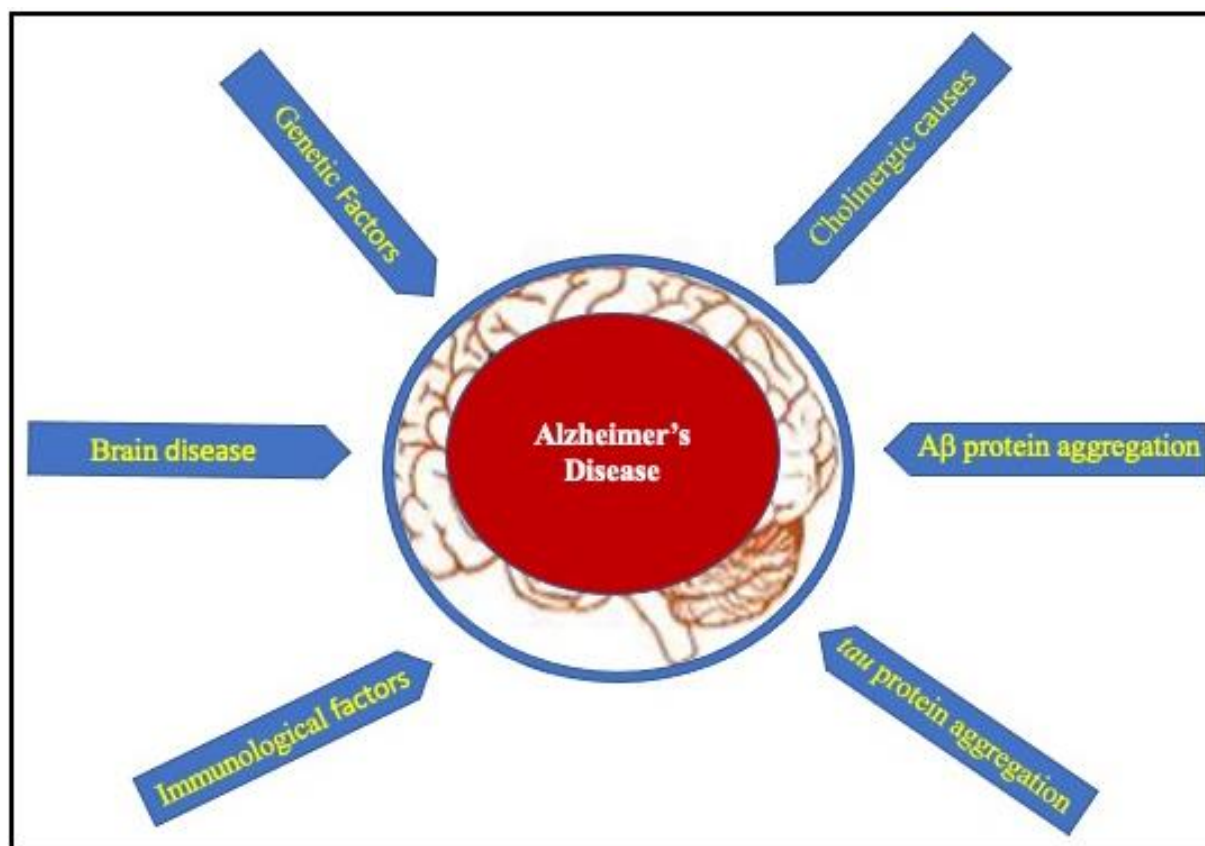 Genetic Factors
Cholinergic causes
Brain disease
Alzheimer’s
Disease
Aβ protein aggregation
Immunological factors
tau protein aggregation